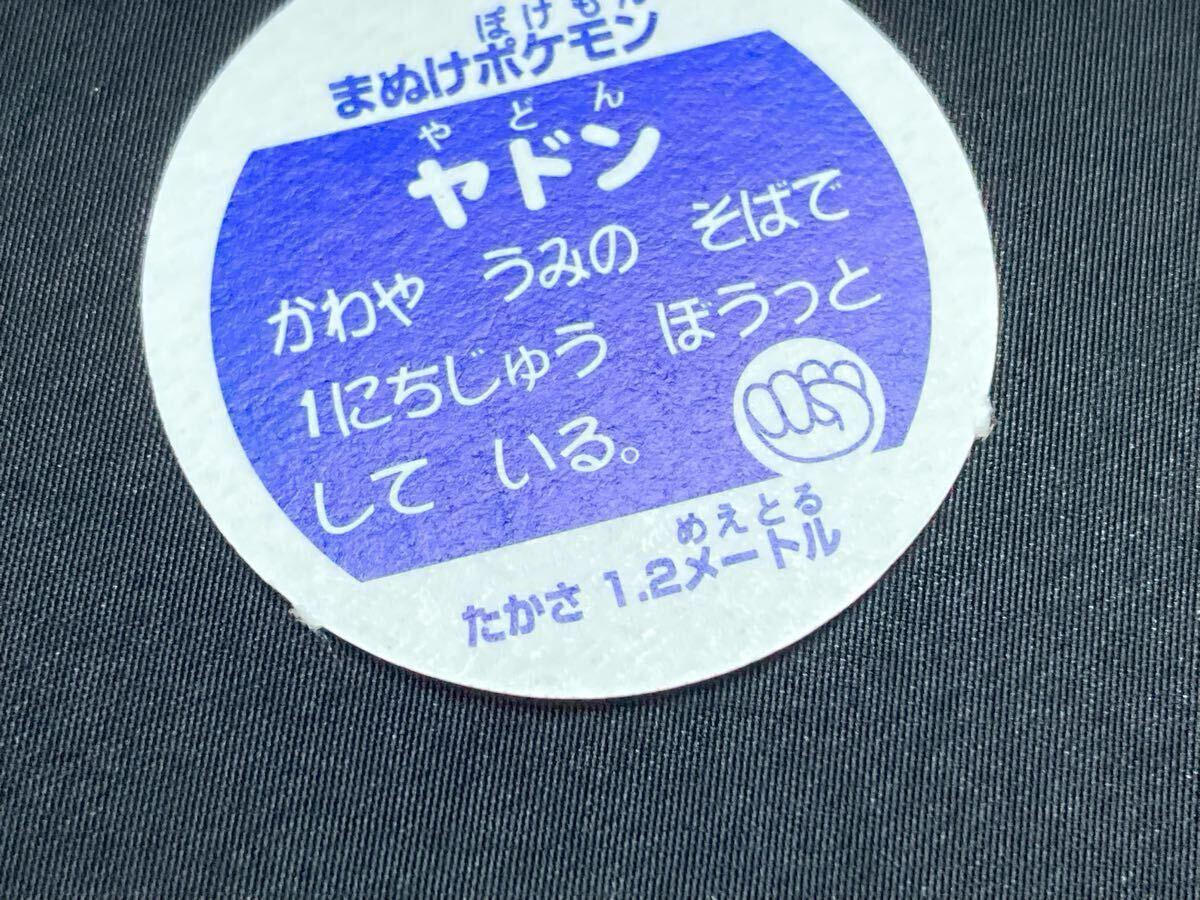 ぽけもん
まぬけポケモン
やどん
ヤドン
かわや うみの そばで
1にちじゅう ぼうっと
して いる。
めえとる
たかさ 1.2メートル